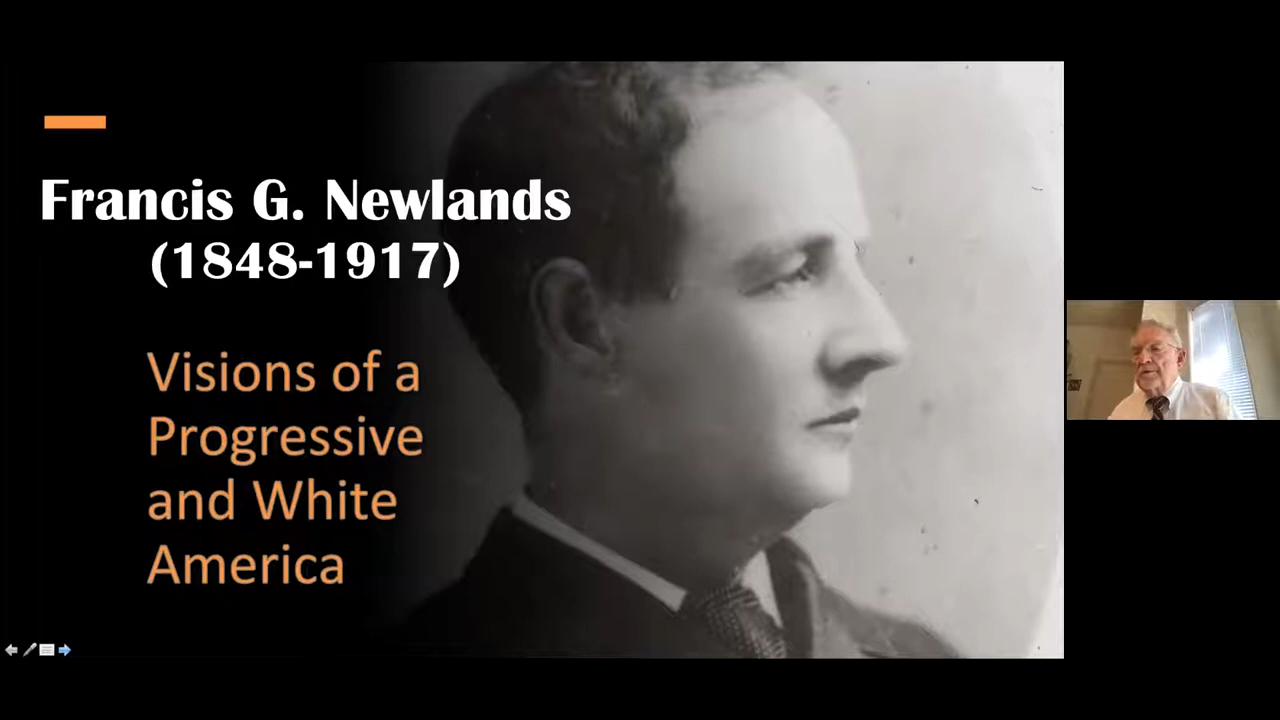 Francis G. Newlands
(1848-1917)
Visions of a
Progressive
and White
America